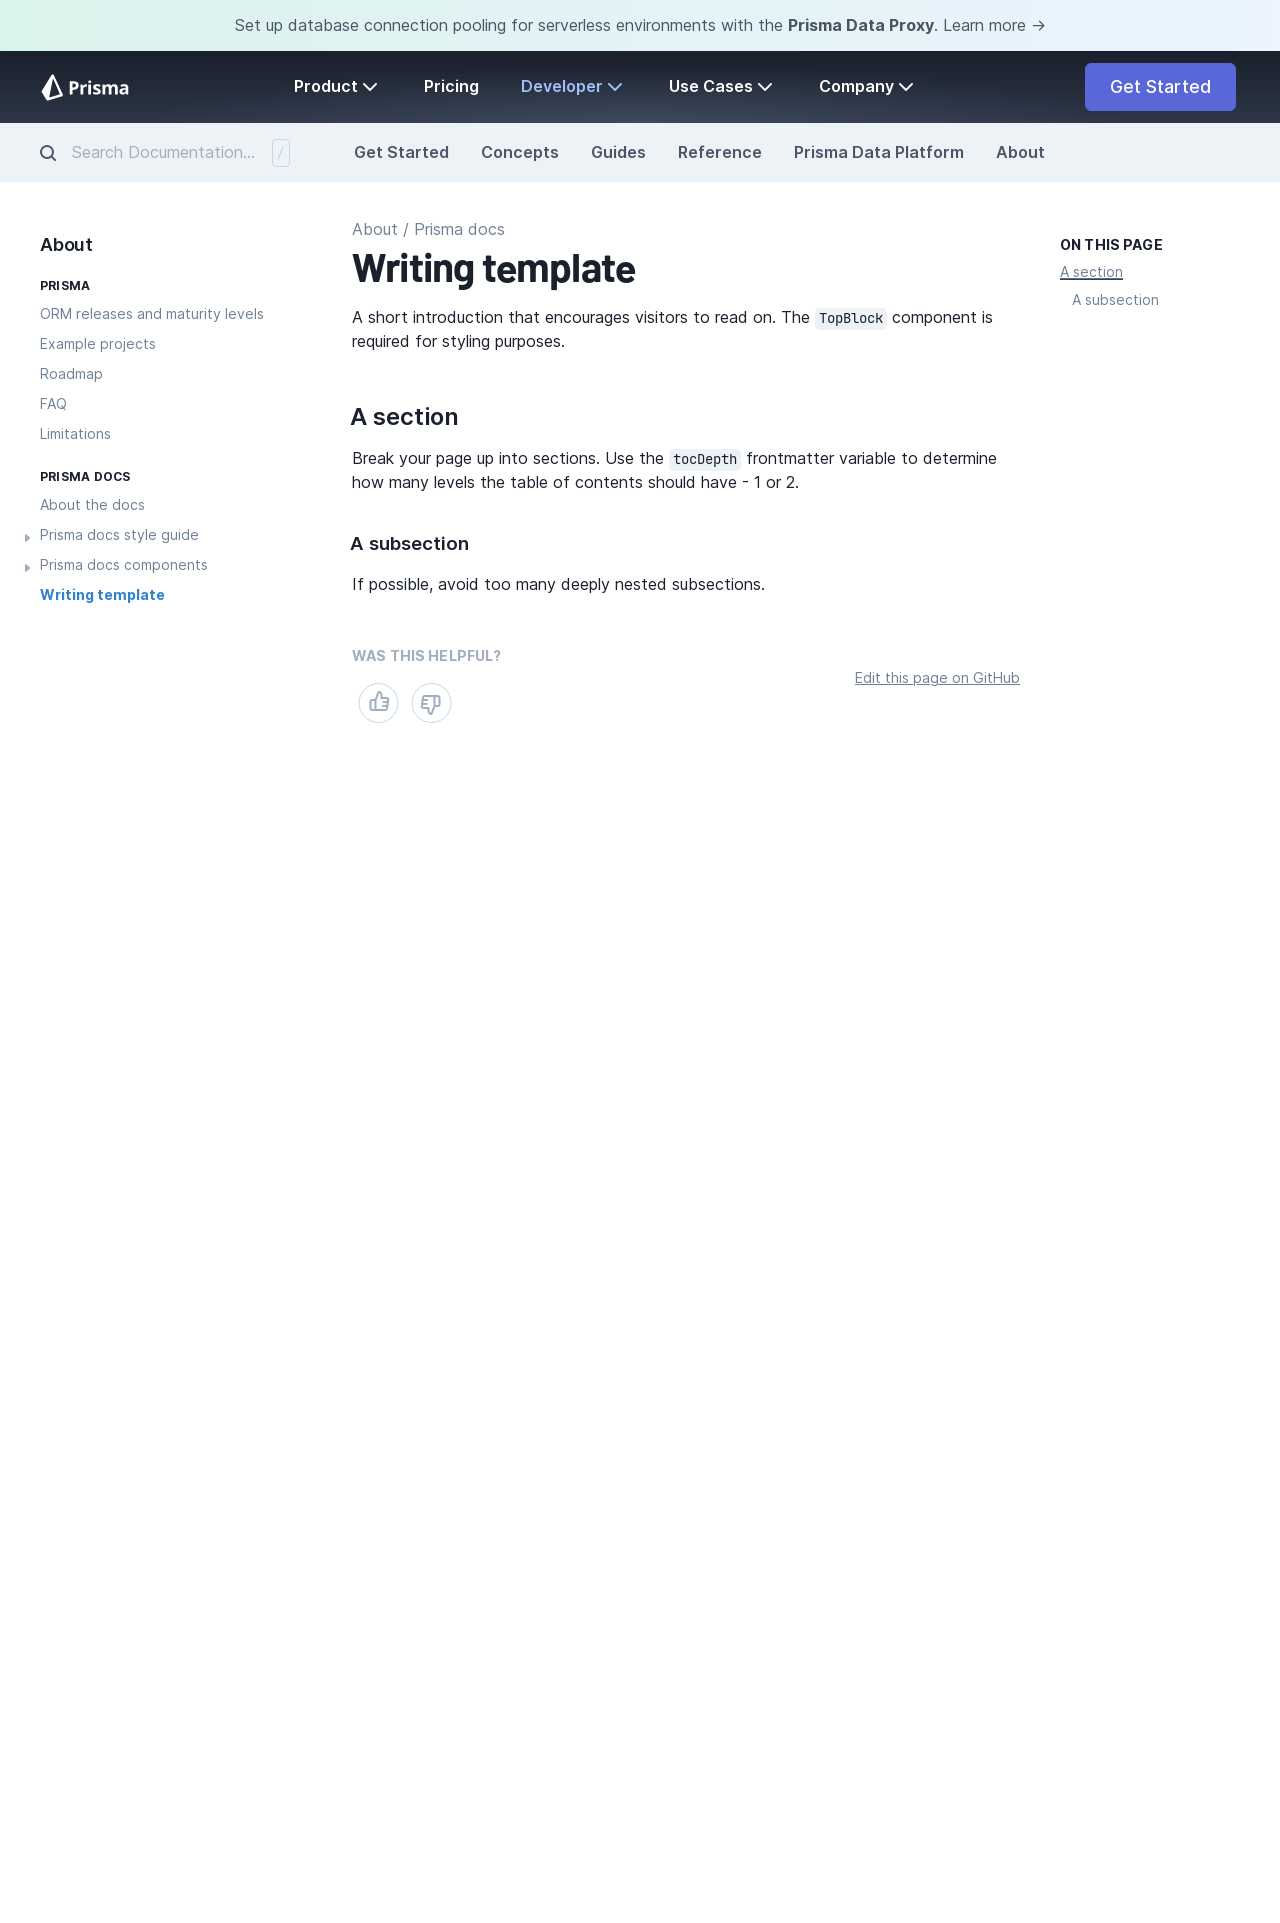 Set up database connection pooling for serverless environments with the Prisma Data Proxy. Learn more →
Prisma
Product
Pricing
Developer
Use Cases
Company
Get Started
Search Documentation...
/
Get Started
Concepts
Guides
Reference
Prisma Data Platform
About
About
PRISMA
ORM releases and maturity levels
Example projects
Roadmap
FAQ
Limitations
PRISMA DOCS
About the docs
Prisma docs style guide
Prisma docs components
Writing template
About / Prisma docs
Writing template
A short introduction that encourages visitors to read on. The TopBlock component is
required for styling purposes.
A section
Break your page up into sections. Use the tocDepth frontmatter variable to determine
how many levels the table of contents should have - 1 or 2.
A subsection
If possible, avoid too many deeply nested subsections.
WAS THIS HELPFUL?
Edit this page on GitHub
ON THIS PAGE
A section
A subsection